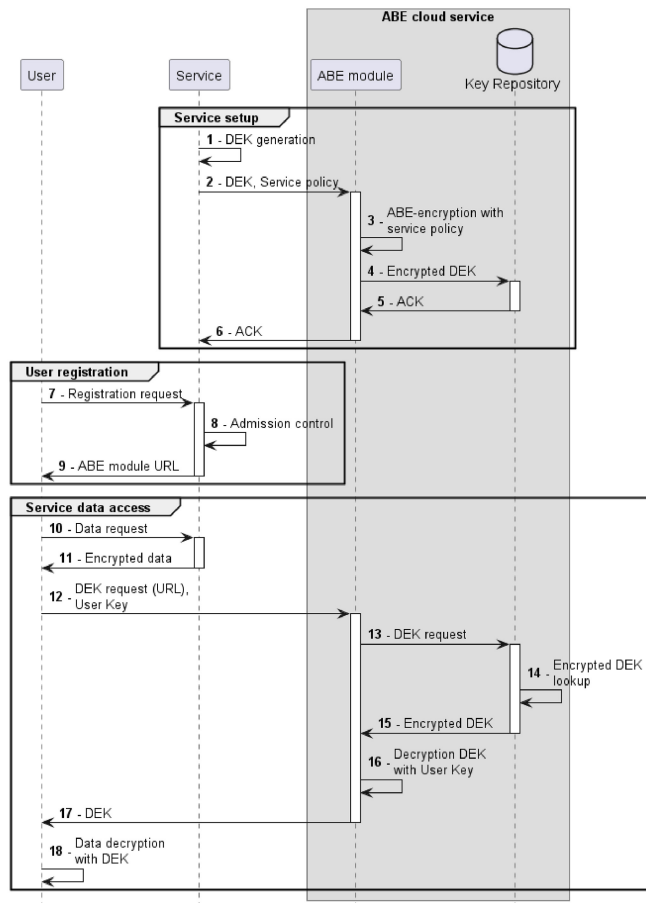 ABE cloud service
User
Service
ABE module
Key Repository
Service setup
1 - DEK generation
2 - DEK, Service policy
3 - ABE-encryption with
service policy
4 - Encrypted DEK
5 - ACK
6 - ACK
User registration
7 - Registration request
8 - Admission control
9 - ABE module URL
Service data access
10 - Data request
11 - Encrypted data
12 - DEK request (URL),
User Key
13 - DEK request
14 - Encrypted DEK
lookup
15 - Encrypted DEK
16 - Decryption DEK
with User Key
17 - DEK
18 - Data decryption
with DEK